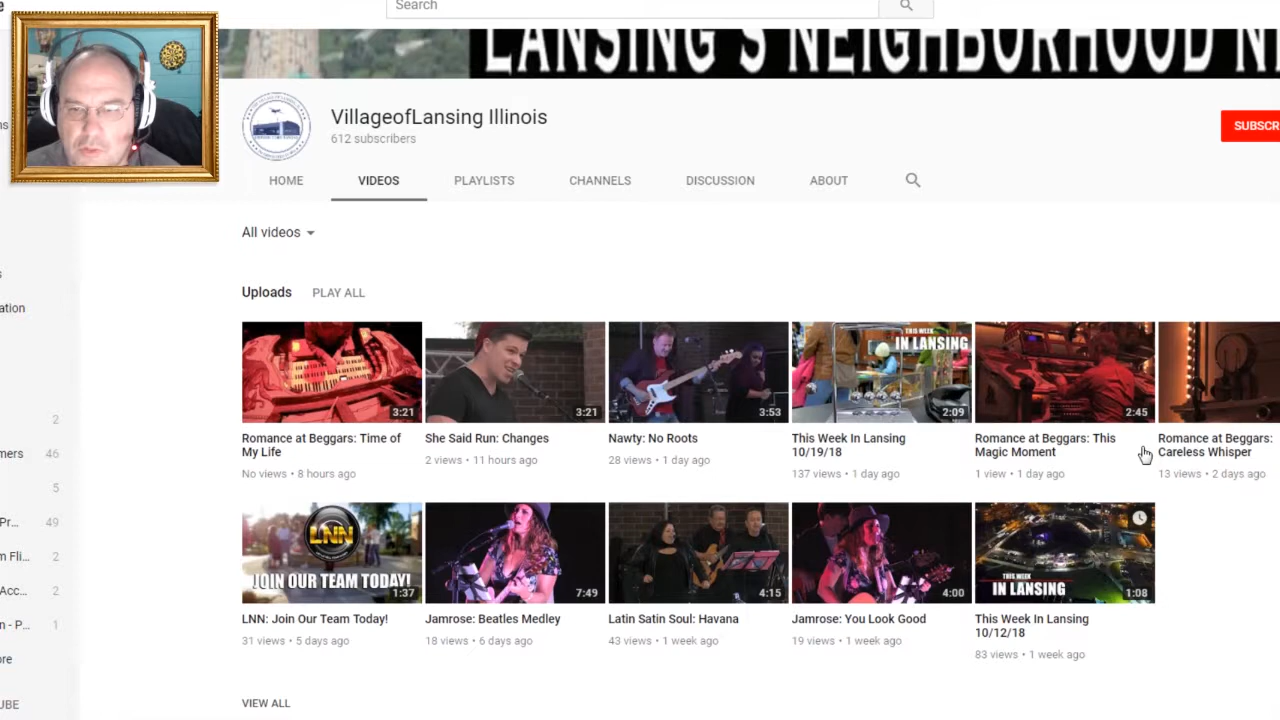 e
Search
LANSING'S NEIGHBORHOOD N
VillageofLansing Illinois
612 subscribers
SUBSCR
HOME VIDEOS PLAYLISTS CHANNELS DISCUSSION ABOUT
All videos
Uploads PLAY ALL
ation
2
mers 46
5
Pr... 49
m Fli... 2
Acc... 2
n - P... 1
ore
UBE
3:21
3:21
3:53
THIS WEEK
IN LANSING
2:09
2:45
Romance at Beggars: Time of
My Life
No views • 8 hours ago
She Said Run: Changes
2 views • 11 hours ago
Nawty: No Roots
28 views • 1 day ago
This Week In Lansing
10/19/18
137 views • 1 day ago
Romance at Beggars: This
Magic Moment
1 view • 1 day ago
Romance at Beggars:
Careless Whisper
13 views • 2 days ago
LNN
JOIN OUR TEAM TODAY!
1:37
7:49
4:15
4:00
THIS WEEK
IN LANSING
1:08
LNN: Join Our Team Today!
31 views • 5 days ago
Jamrose: Beatles Medley
18 views • 6 days ago
Latin Satin Soul: Havana
43 views • 1 week ago
Jamrose: You Look Good
19 views • 1 week ago
This Week In Lansing
10/12/18
83 views • 1 week ago
VIEW ALL